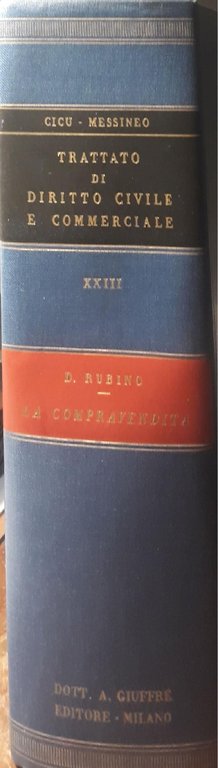 CICU - MESSINEO
TRATTATO
DI
DIRITTO CIVILE
E COMMERCIALE
XXIII
D. RUBINO
LA COMPRAVENDITA
DOTT. A. GIUFFRÈ
EDITORE - MILANO